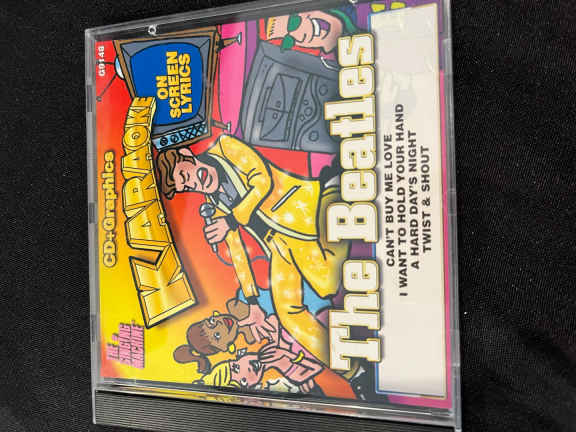 G9148
CD+Graphics
KARAOKE
ON
SCREEN
LYRICS
THE
SINGING
MACHINE
The Beatles
CAN'T BUY ME LOVE
I WANT TO HOLD YOUR HAND
A HARD DAY'S NIGHT
TWIST & SHOUT